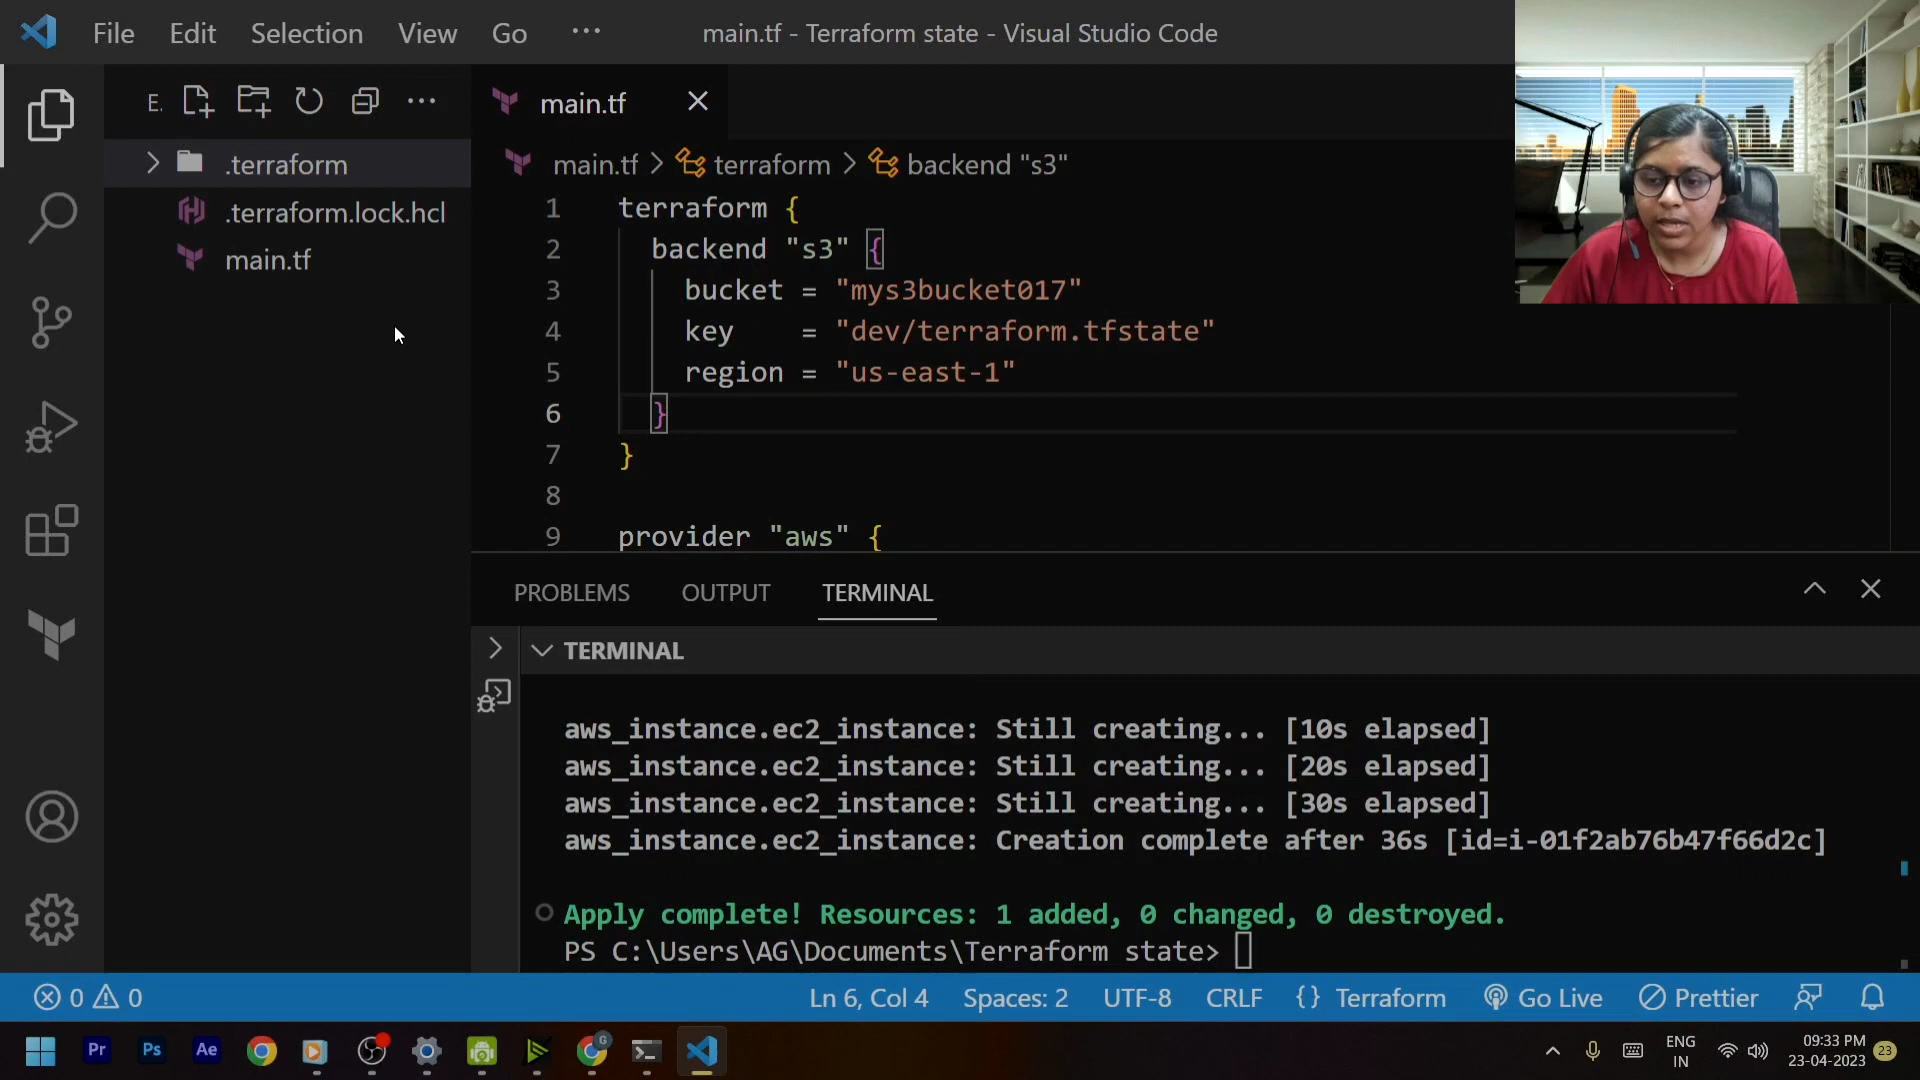 File Edit Selection View Go ··· main.tf - Terraform state - Visual Studio Code
E.
.terraform
.terraform.lock.hcl
main.tf
main.tf
main.tf > terraform > backend "s3"
1 terraform {
2 backend "s3" {
3 bucket = "mys3bucket017"
4 key = "dev/terraform.tfstate"
5 region = "us-east-1"
6 }
7 }
8
9 provider "aws" {
PROBLEMS OUTPUT TERMINAL
TERMINAL
aws_instance.ec2_instance: Still creating... [10s elapsed]
aws_instance.ec2_instance: Still creating... [20s elapsed]
aws_instance.ec2_instance: Still creating... [30s elapsed]
aws_instance.ec2_instance: Creation complete after 36s [id=i-01f2ab76b47f66d2c]
Apply complete! Resources: 1 added, 0 changed, 0 destroyed.
PS C:\Users\AG\Documents\Terraform state>
0 0 Ln 6, Col 4 Spaces: 2 UTF-8 CRLF {} Terraform Go Live Prettier
Pr Ps Ae G ENG IN 09:33 PM 23-04-2023 23